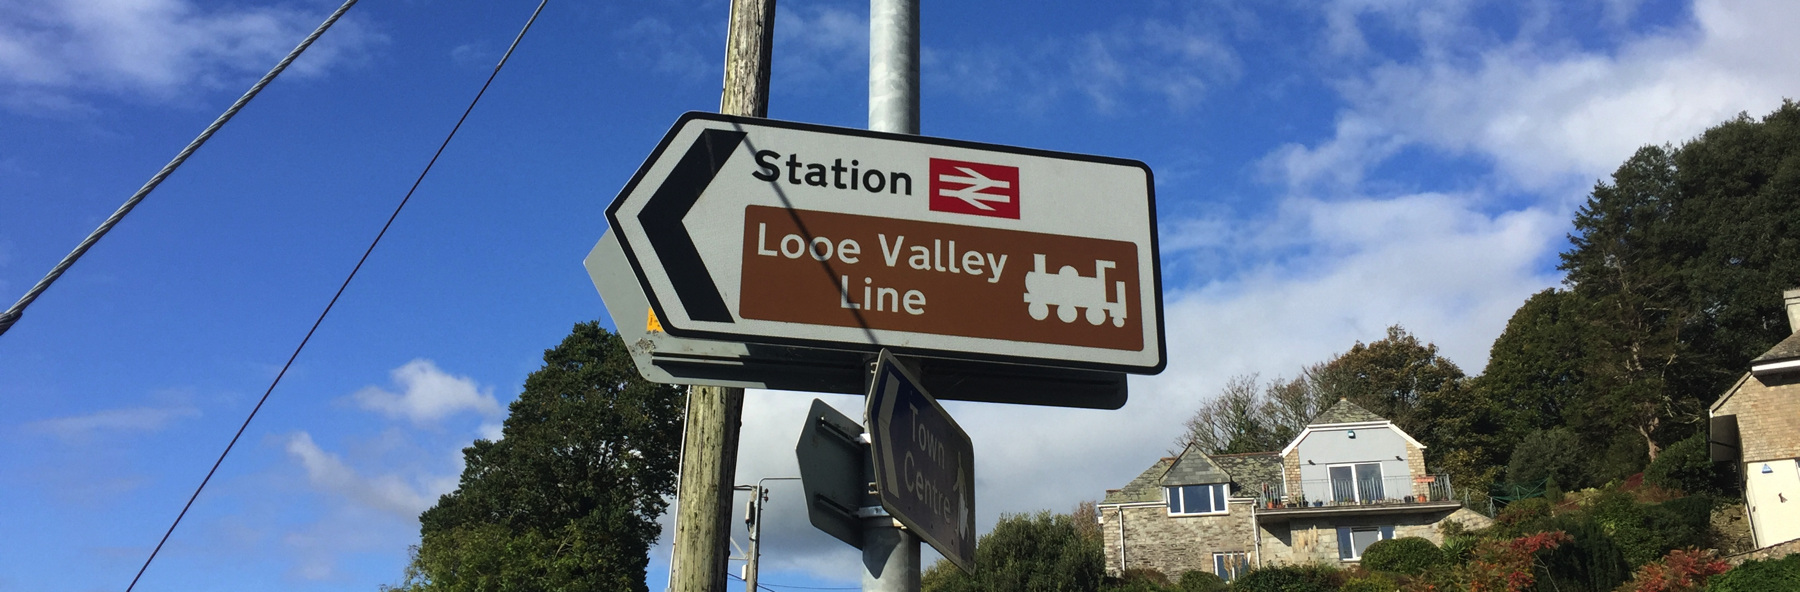 Station
Looe Valley
Line
Town
Centre